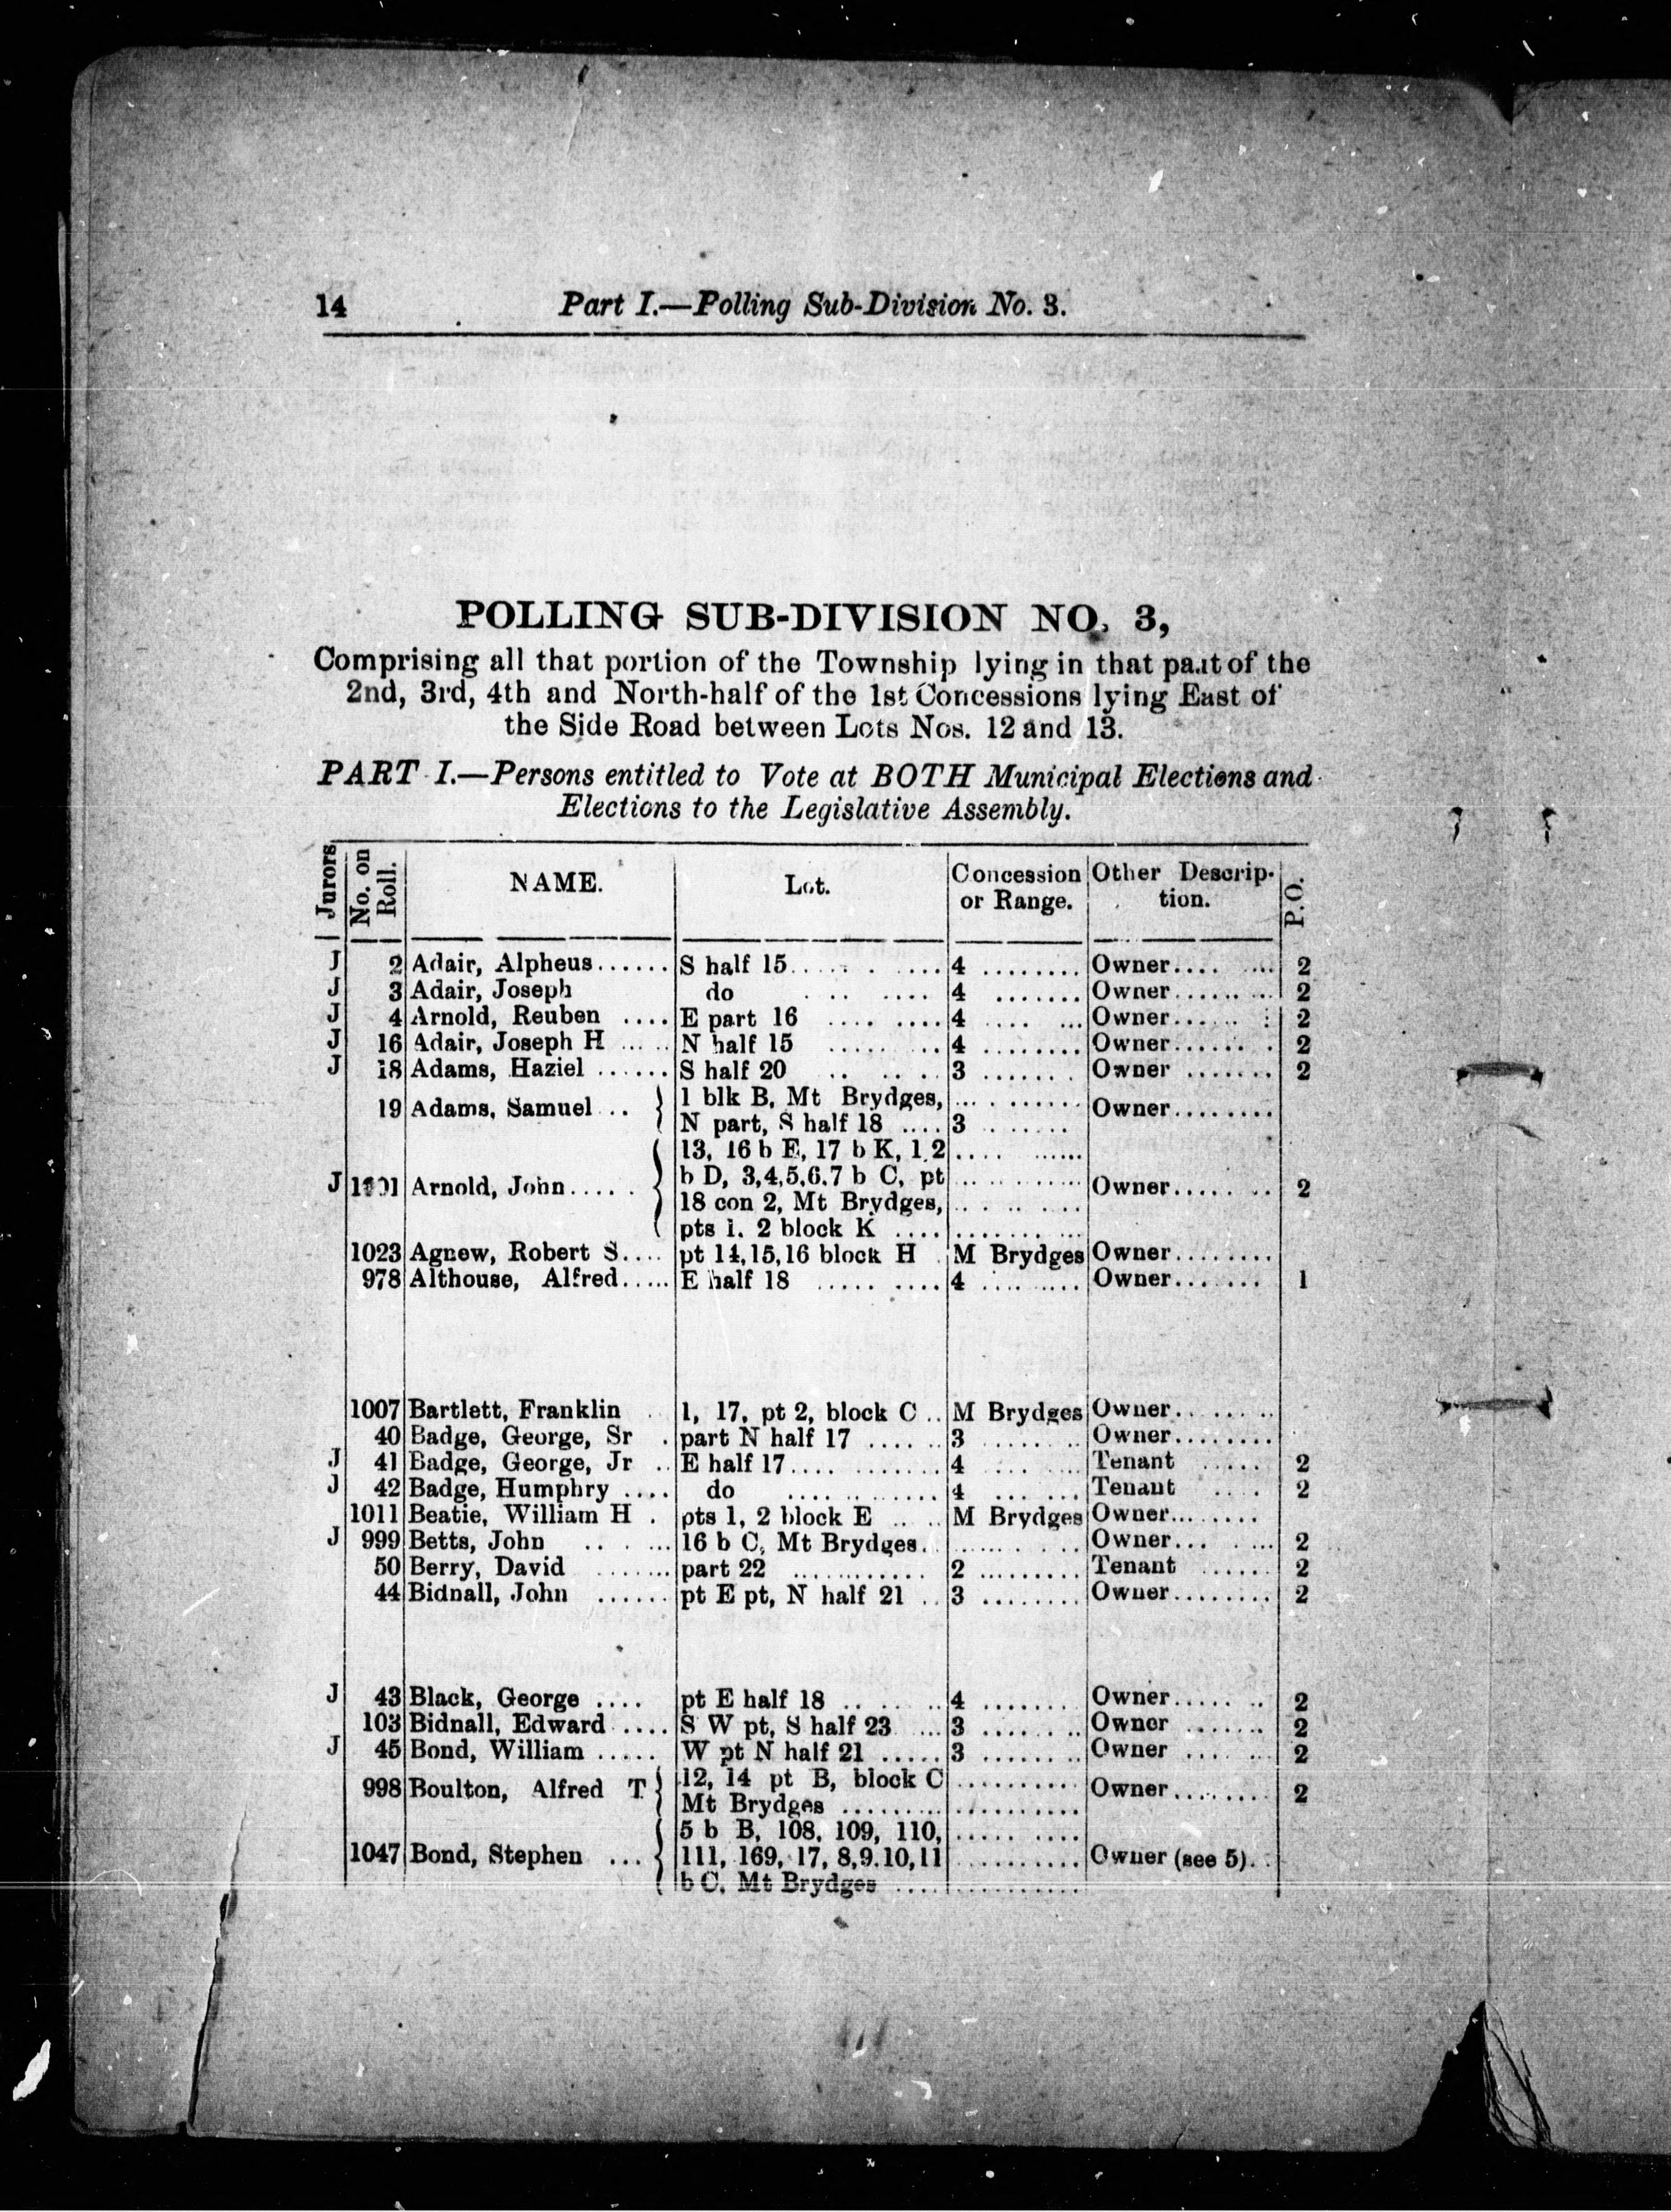 14 Part I.—Polling Sub-Division No. 3.
POLLING SUB-DIVISION NO. 3,
Comprising all that portion of the Township lying in that part of the
2nd, 3rd, 4th and North-half of the 1st Concessions lying East of
the Side Road between Lots Nos. 12 and 13.
PART I.—Persons entitled to Vote at BOTH Municipal Elections and
Elections to the Legislative Assembly.
Jurors No. on Roll. NAME. Lot. Concession or Range. Other Description. P.O.
J 2 Adair, Alpheus...... S half 15............ 4 ........ Owner........ 2
J 3 Adair, Joseph do .... .... 4 ....... Owner......... 2
J 4 Arnold, Reuben .... E part 16 .... .... 4 .... ... Owner...... 2
J 16 Adair, Joseph H ..... N half 15 ..... ... 4 ........ Owner....... 2
J 18 Adams, Haziel ...... S half 20 .. .... 3 ....... Owner ....... 2
19 Adams, Samuel ... } 1 blk B, Mt Brydges, ... ....... Owner........
N part, S half 18 .... 3 .......
{ 13, 16 b E, 17 b K, 1,2 .... ......
J Arnold, John..... } b D, 3,4,5,6,7 b C, pt ... ........ Owner....... 2
18 con 2, Mt Brydges, .. .. .. ....
pts 1, 2 block K .... ........ ...
1023 Agnew, Robert S.... pt 14,15,16 block H M Brydges Owner........
978 Althouse, Alfred..... E half 18 ..... .... 4 ......... Owner....... 1
1007 Bartlett, Franklin 1, 17, pt 2, block C .. M Brydges Owner........
40 Badge, George, Sr . part N half 17 ...... 3 ....... Owner........
J 41 Badge, George, Jr .. E half 17............ 4 .... .... Tenant ..... 2
J 42 Badge, Humphry .... do ............ 4 ....... Tenant .... 2
1011 Beatie, William H . pts 1, 2 block E .. .. M Brydges Owner........
J 999 Betts, John .. . ... 16 b C, Mt Brydges. ....... .. Owner... .... 2
50 Berry, David ....... part 22 ............ 2 ......... Tenant ...... 2
44 Bidnall, John ...... pt E pt, N half 21 .. 3 ........ Owner........ 2
J 43 Black, George .... pt E half 18 .. .... 4 ........ Owner...... 2
103 Bidnall, Edward .... S W pt, S half 23 ... 3 ........ Owner ....... 2
J 45 Bond, William ..... W pt N half 21 ..... 3 ........ Owner .... .. 2
998 Boulton, Alfred T. } 12, 14 pt B, block C .......... Owner........ 2
Mt Brydges ......... ..........
{ 5 b B, 108, 109, 110, ..... .....
1047 Bond, Stephen ... { 111, 169, 17, 8,9,10,11 .......... Owner (see 5)..
b C, Mt Brydges .... ..........